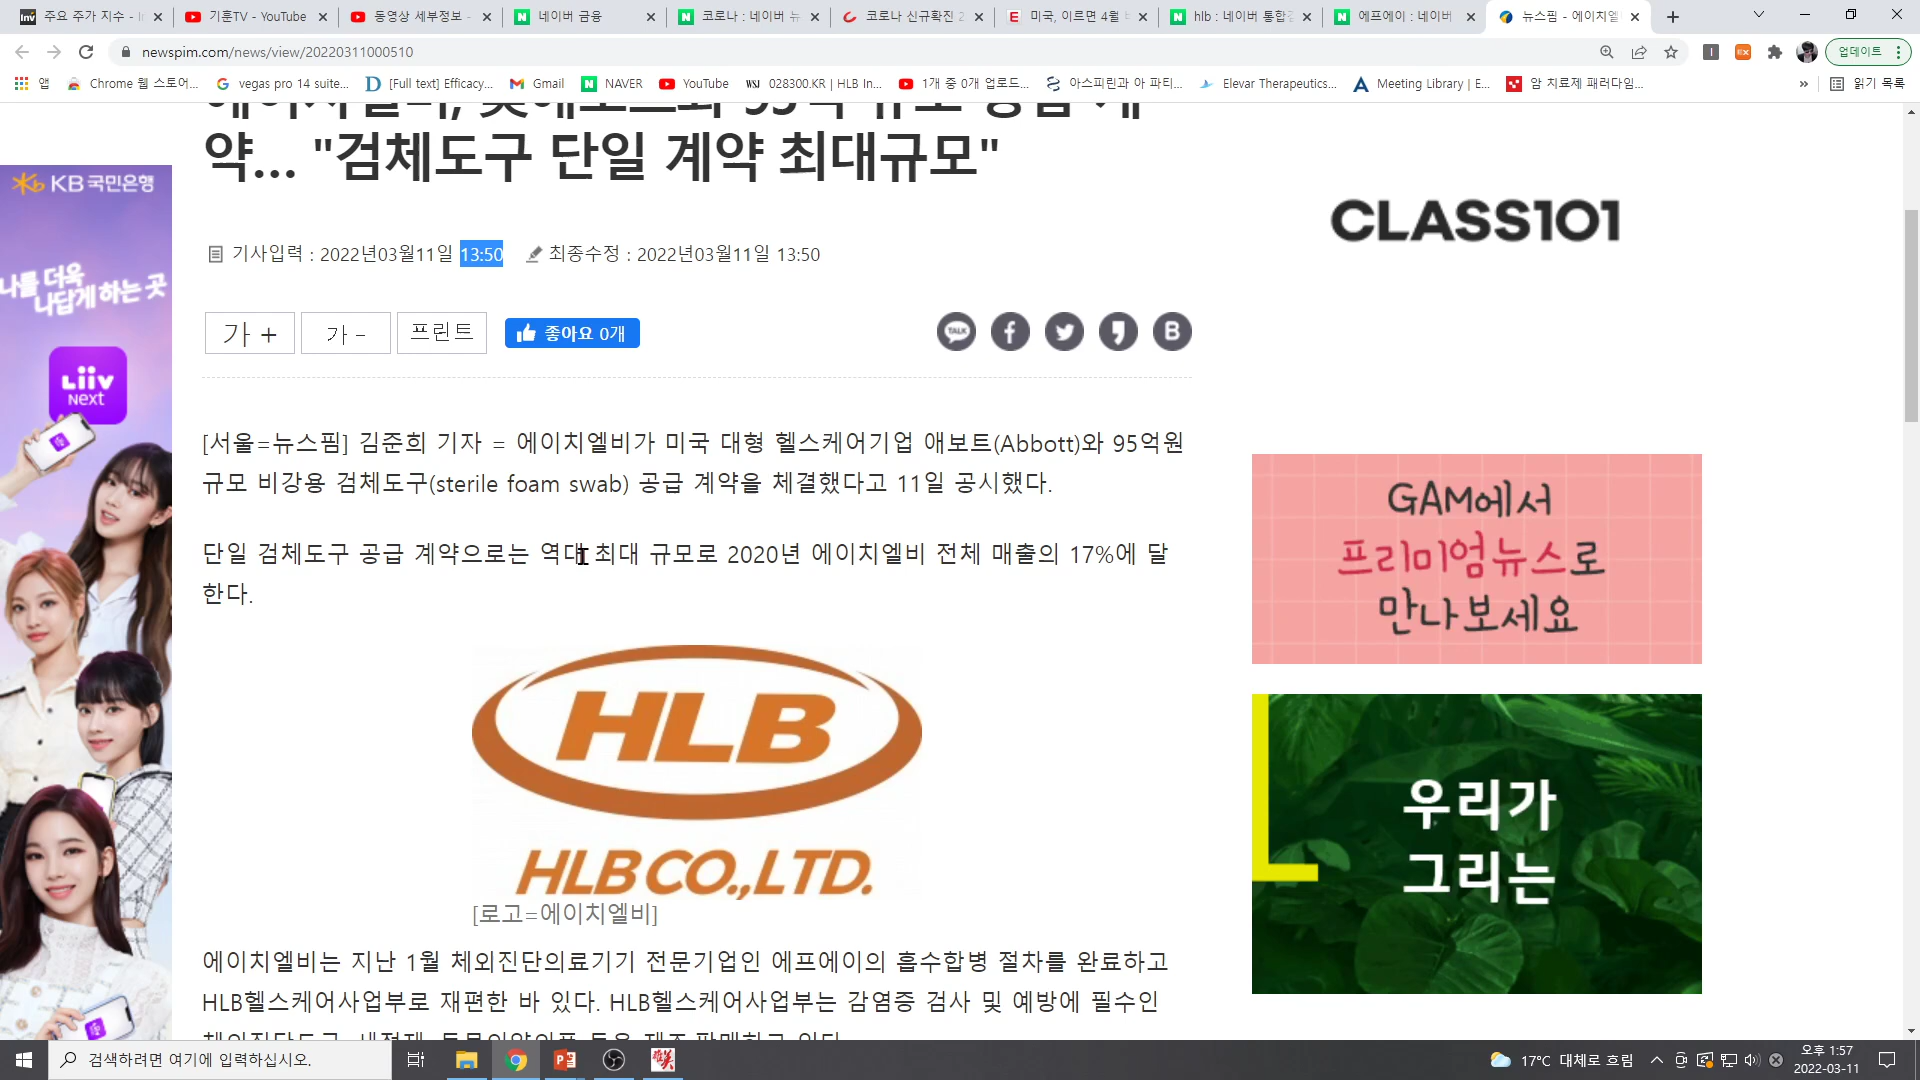 주요 주가 지수 - I
기훈TV - YouTube
동영상 세부정보 -
네이버 금융
코로나 : 네이버 뉴
코로나 신규확진 2
미국, 이르면 4월
hlb : 네이버 통합검
에프에이 : 네이버
뉴스핌 - 에이치엘
newspim.com/news/view/20220311000510
업데이트
앱
Chrome 웹 스토어...
vegas pro 14 suite...
[Full text] Efficacy...
Gmail
NAVER
YouTube
WSJ 028300.KR | HLB In...
1개 중 0개 업로드...
아스피린과 아 파티...
Elevar Therapeutics...
Meeting Library | E...
암 치료제 패러다임...
»
읽기 목록
약... "검체도구 단일 계약 최대규모"
기사입력 : 2022년03월11일 13:50 최종수정 : 2022년03월11일 13:50
가 + 가 - 프린트 좋아요 0개
TALK
B
[서울=뉴스핌] 김준희 기자 = 에이치엘비가 미국 대형 헬스케어기업 애보트(Abbott)와 95억원
규모 비강용 검체도구(sterile foam swab) 공급 계약을 체결했다고 11일 공시했다.
단일 검체도구 공급 계약으로는 역대 최대 규모로 2020년 에이치엘비 전체 매출의 17%에 달
한다.
HLB
HLB CO.,LTD.
[로고=에이치엘비]
에이치엘비는 지난 1월 체외진단의료기기 전문기업인 에프에이의 흡수합병 절차를 완료하고
HLB헬스케어사업부로 재편한 바 있다. HLB헬스케어사업부는 감염증 검사 및 예방에 필수인
KB국민은행
나를 더욱
나답게 하는 곳
Liiv
Next
CLASS101
GAM에서
프리미엄뉴스로
만나보세요
우리가
그리는
검색하려면 여기에 입력하십시오.
17°C 대체로 흐림
오후 1:57
2022-03-11